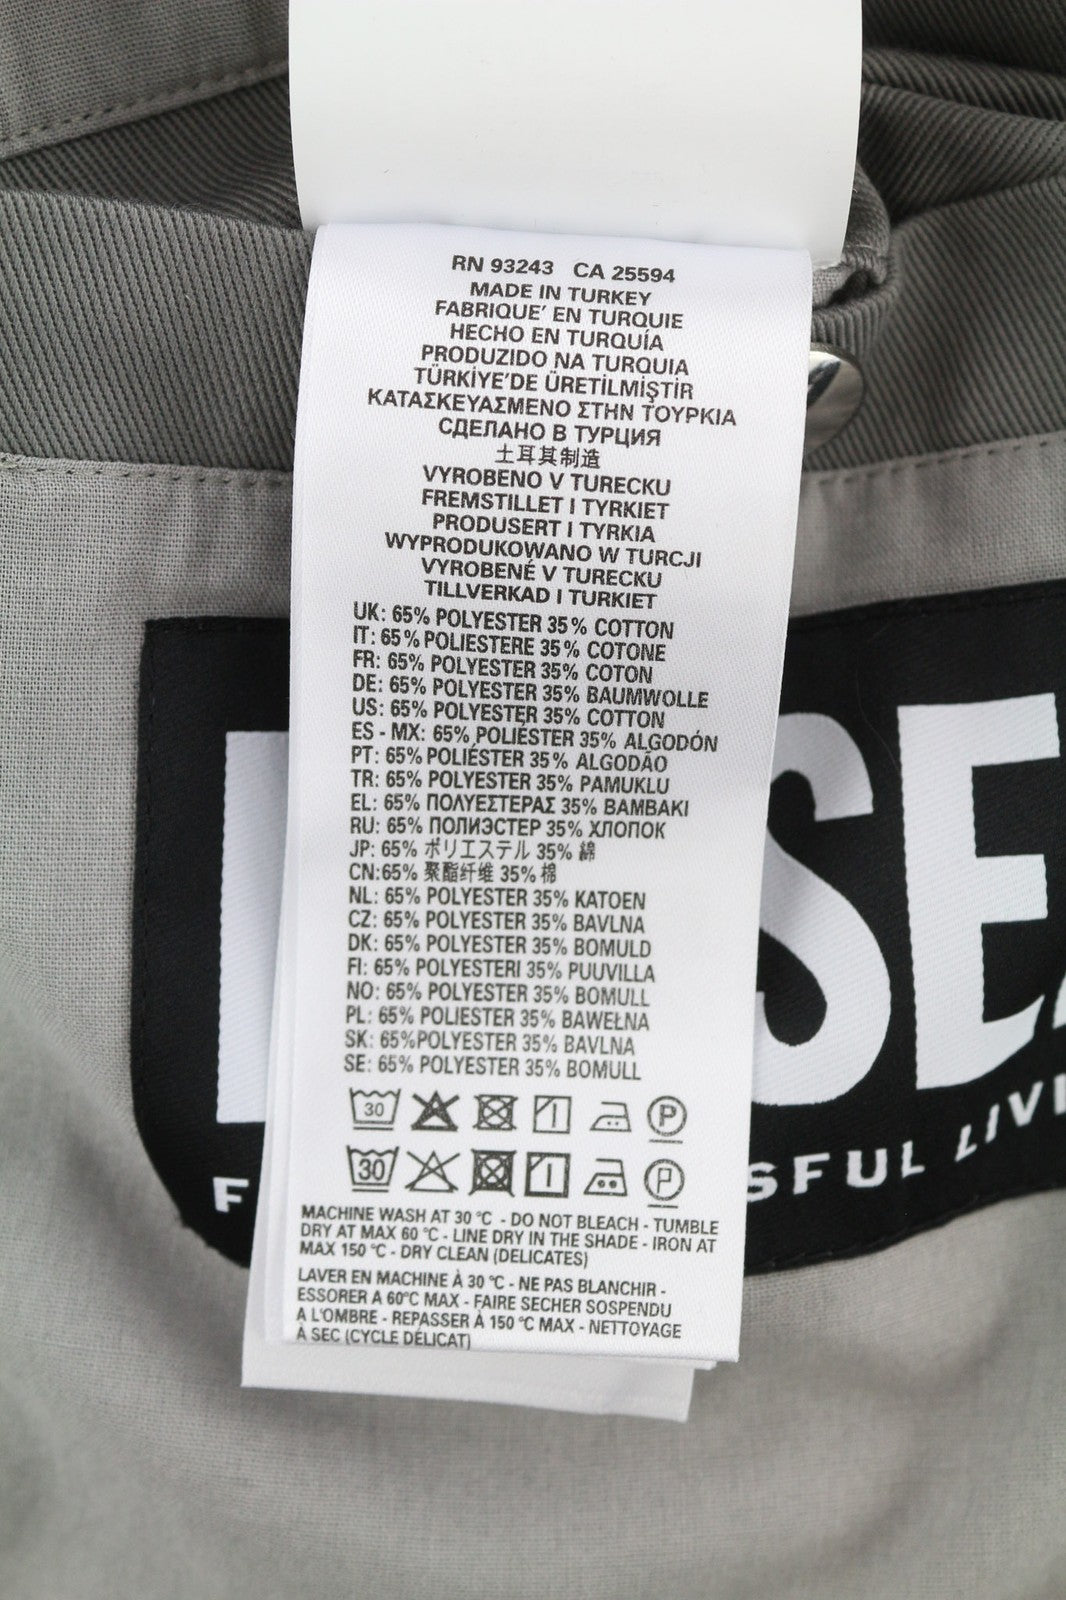 RN 93243 CA 25594
MADE IN TURKEY
FABRIQUE' EN TURQUIE
HECHO EN TURQUÍA
PRODUZIDO NA TURQUIA
TÜRKİYE'DE ÜRETİLMİŞTİR
ΚΑΤΑΣΚΕΥΑΣΜΕΝΟ ΣΤΗΝ ΤΟΥΡΚΙΑ
СДЕЛАНО В ТУРЦИЯ
土耳其制造
VYROBENO V TURECKU
FREMSTILLET I TYRKIET
PRODUSERT I TYRKIA
WYPRODUKOWANO W TURCJI
VYROBENÉ V TURECKU
TILLVERKAD I TURKIET
UK: 65% POLYESTER 35% COTTON
IT: 65% POLIESTERE 35% COTONE
FR: 65% POLYESTER 35% COTON
DE: 65% POLYESTER 35% BAUMWOLLE
US: 65% POLYESTER 35% COTTON
ES - MX: 65% POLIÉSTER 35% ALGODÓN
PT: 65% POLIÉSTER 35% ALGODÃO
TR: 65% POLYESTER 35% PAMUKLU
EL: 65% ΠΟΛΥΕΣΤΕΡΑΣ 35% ΒΑΜΒΑΚΙ
RU: 65% ПОЛИЭСТЕР 35% ХЛОПОК
JP: 65% ポリエステル 35% 綿
CN:65% 聚酯纤维 35% 棉
NL: 65% POLYESTER 35% KATOEN
CZ: 65% POLYESTER 35% BAVLNA
DK: 65% POLYESTER 35% BOMULD
FI: 65% POLYESTERI 35% PUUVILLA
NO: 65% POLYESTER 35% BOMULL
PL: 65% POLIESTER 35% BAWEŁNA
SK: 65%POLYESTER 35% BAVLNA
SE: 65% POLYESTER 35% BOMULL
30 P
30 P
MACHINE WASH AT 30 °C - DO NOT BLEACH - TUMBLE
DRY AT MAX 60 °C - LINE DRY IN THE SHADE - IRON AT
MAX 150 °C - DRY CLEAN (DELICATES)
LAVER EN MACHINE À 30 °C - NE PAS BLANCHIR -
ESSORER A 60°C MAX - FAIRE SECHER SOSPENDU
A L'OMBRE - REPASSER À 150 °C MAX - NETTOYAGE
À SEC (CYCLE DÉLICAT)
SE
F SFUL LIVI